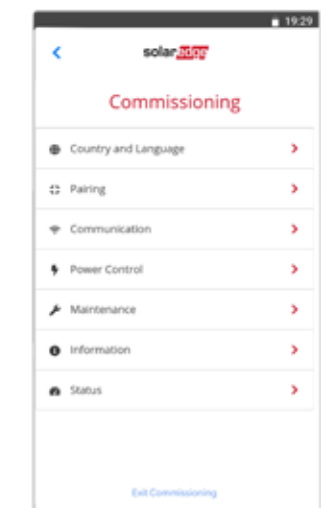 19:29
solaredge
Commissioning
Country and Language
Pairing
Communication
Power Control
Maintenance
Information
Status
Exit Commissioning